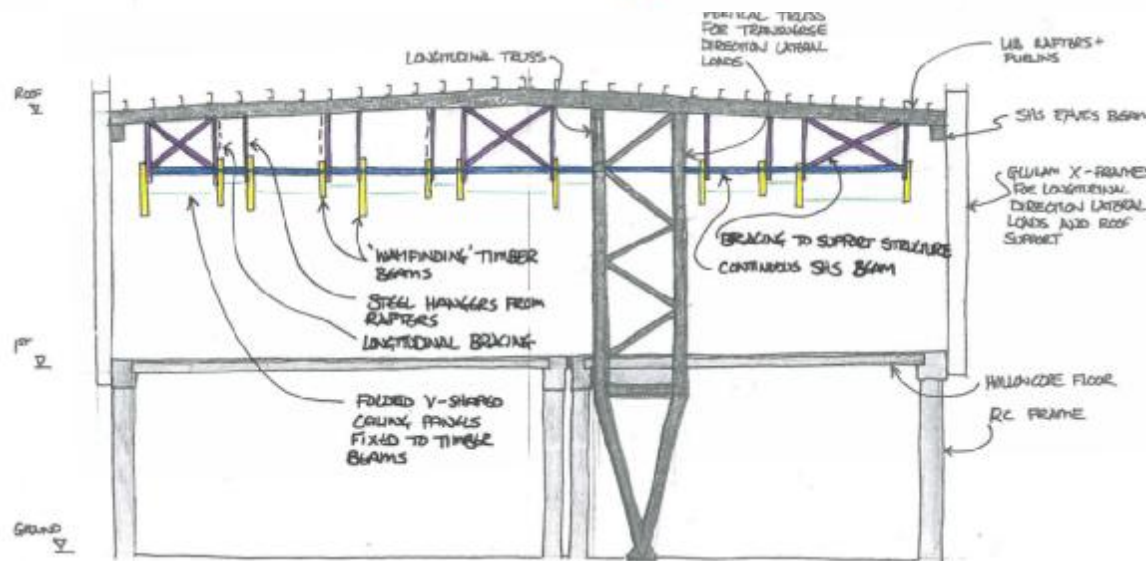 VERTICAL TRUSS
FOR TRANSVERSE
DIRECTION LATERAL
LOADS
LONGITUDINAL TRUSS
UB RAFTERS +
PURLINS
ROOF
SHS EAVES BEAM
GLULAM X-FRAMES
FOR LONGITUDINAL
DIRECTION LATERAL
LOADS AND ROOF
SUPPORT
BRACING TO SUPPORT STRUCTURE
CONTINUOUS SHS BEAM
'WAYFINDING' TIMBER
BEAMS
STEEL HANGERS FROM
RAFTERS
LONGITUDINAL BRACING
1ST
HOLLOWCORE FLOOR
FOLDED V-SHAPED
CEILING PANELS
FIXED TO TIMBER
BEAMS
RC FRAME
GROUND